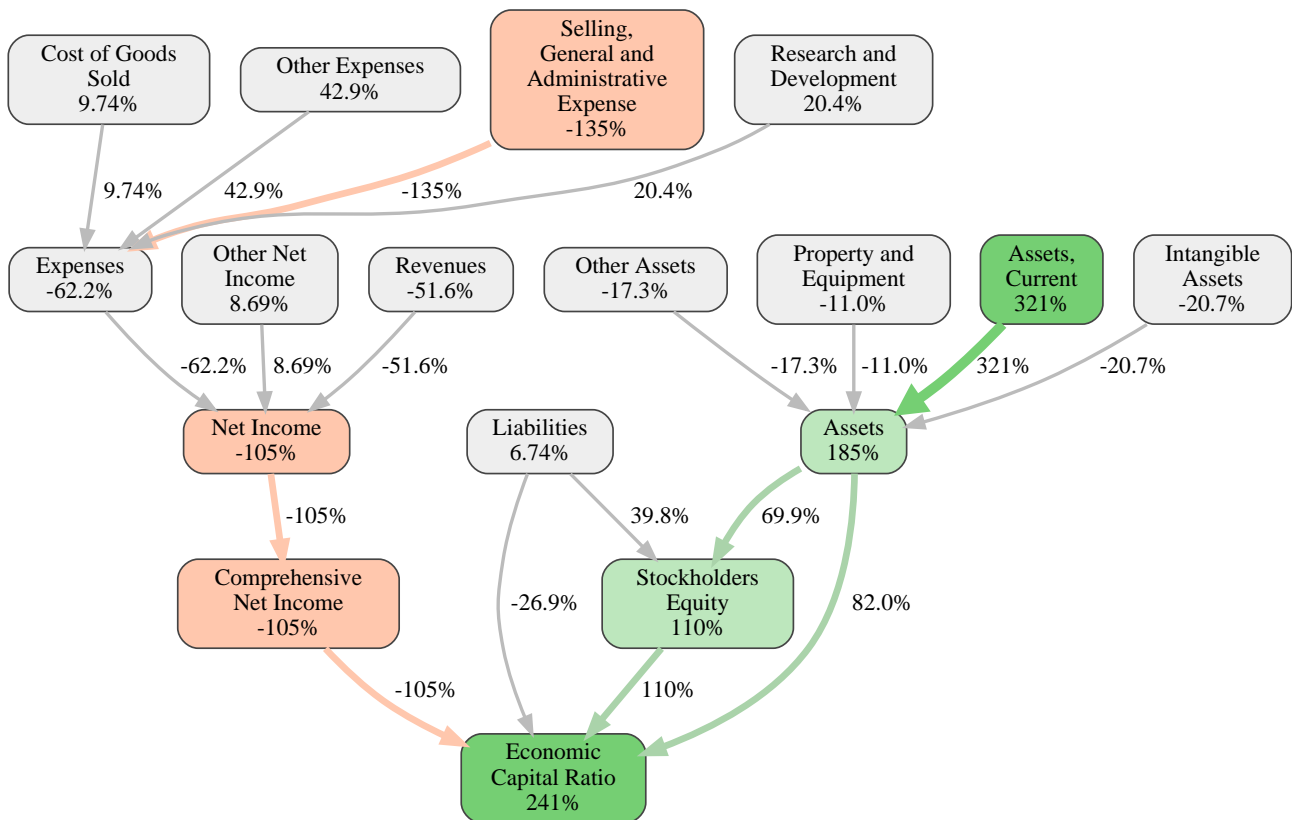 Cost of Goods
Sold
9.74%
Other Expenses
42.9%
Selling,
General and
Administrative
Expense
-135%
Research and
Development
20.4%
9.74%
42.9%
-135%
20.4%
Expenses
-62.2%
Other Net
Income
8.69%
Revenues
-51.6%
Other Assets
-17.3%
Property and
Equipment
-11.0%
Assets,
Current
321%
Intangible
Assets
-20.7%
-62.2%
8.69%
-51.6%
-17.3%
-11.0%
321%
-20.7%
Net Income
-105%
Liabilities
6.74%
Assets
185%
-105%
39.8%
69.9%
Comprehensive
Net Income
-105%
-26.9%
Stockholders
Equity
110%
82.0%
-105%
110%
Economic
Capital Ratio
241%